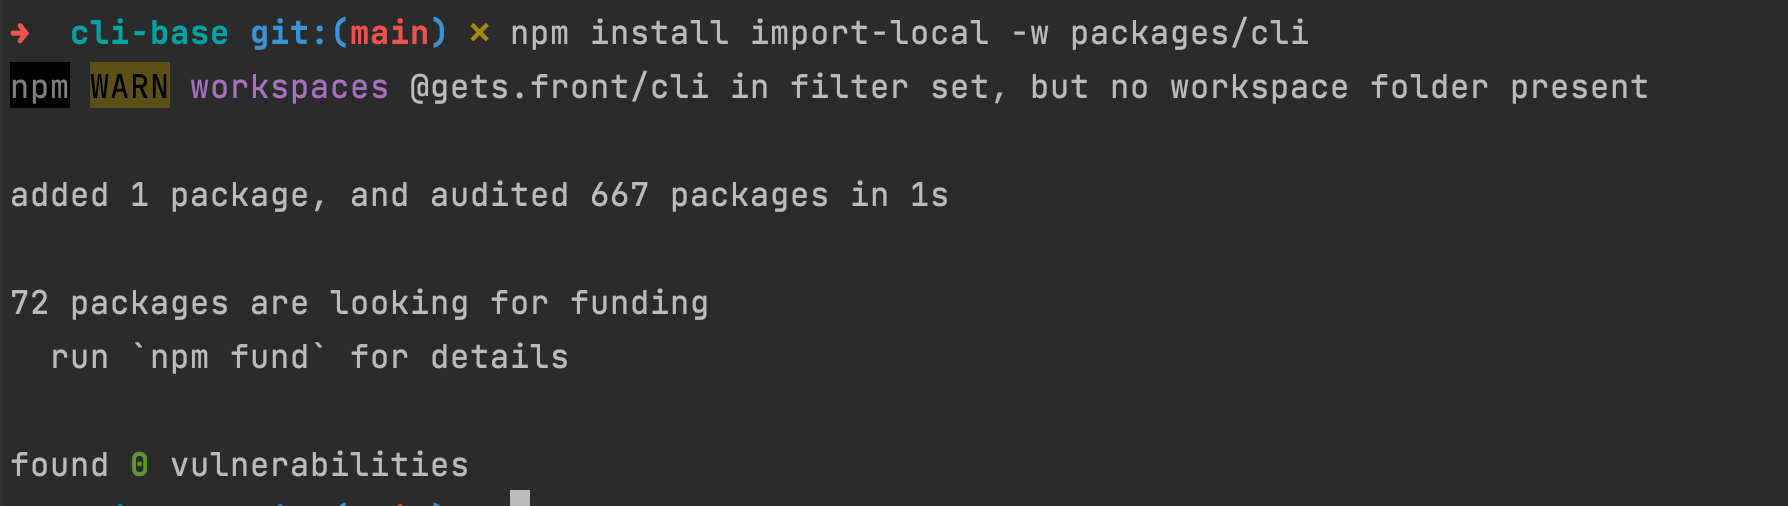 ➜ cli-base git:(main) ✗ npm install import-local -w packages/cli
npm WARN workspaces @gets.front/cli in filter set, but no workspace folder present
added 1 package, and audited 667 packages in 1s
72 packages are looking for funding
run `npm fund` for details
found 0 vulnerabilities